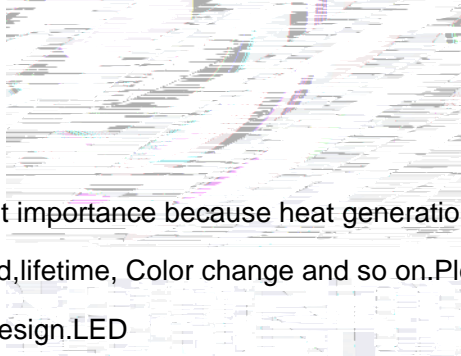 t importance because heat generatio
d,lifetime, Color change and so on.Pl
esign.LED